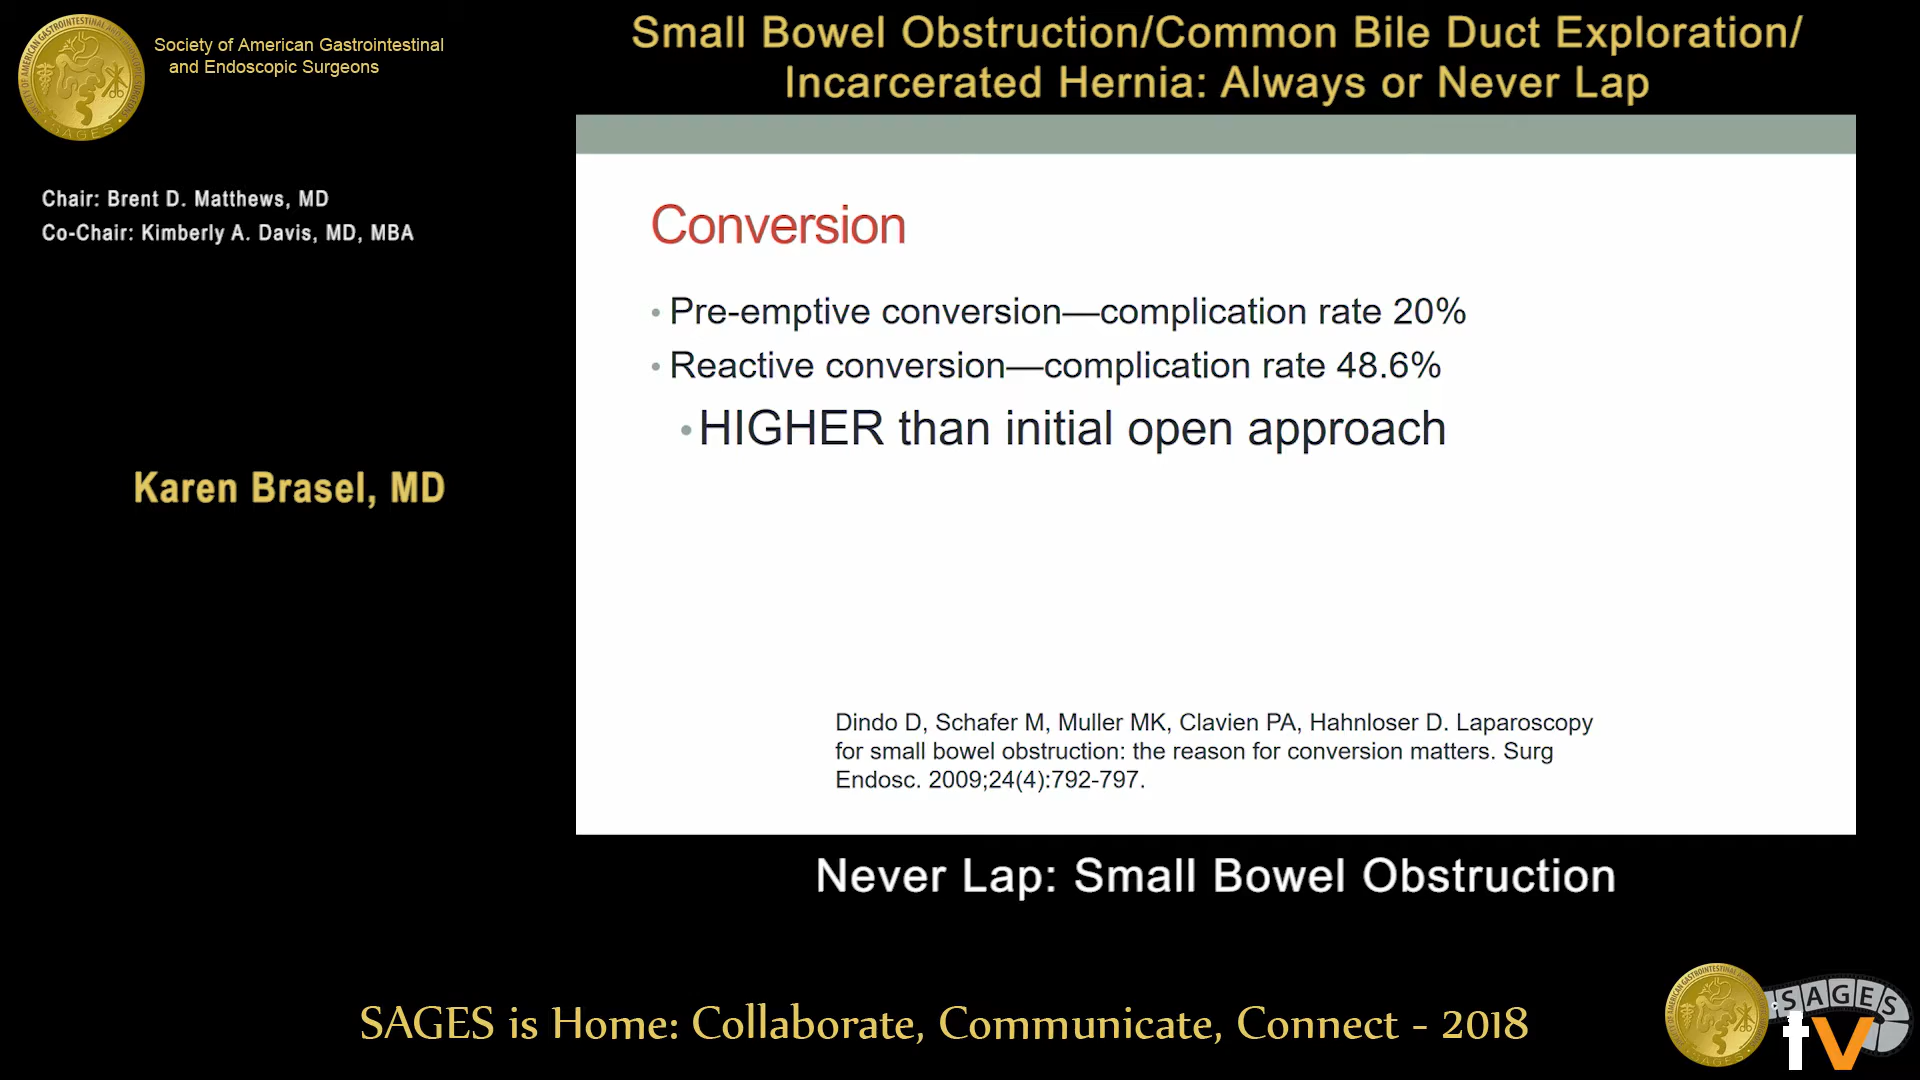 Society of American Gastrointestinal
and Endoscopic Surgeons
Small Bowel Obstruction/Common Bile Duct Exploration/
Incarcerated Hernia: Always or Never Lap
Chair: Brent D. Matthews, MD
Co-Chair: Kimberly A. Davis, MD, MBA
Karen Brasel, MD
Conversion
• Pre-emptive conversion—complication rate 20%
• Reactive conversion—complication rate 48.6%
• HIGHER than initial open approach
Dindo D, Schafer M, Muller MK, Clavien PA, Hahnloser D. Laparoscopy
for small bowel obstruction: the reason for conversion matters. Surg
Endosc. 2009;24(4):792-797.
Never Lap: Small Bowel Obstruction
SAGES is Home: Collaborate, Communicate, Connect - 2018
SAGES
tv